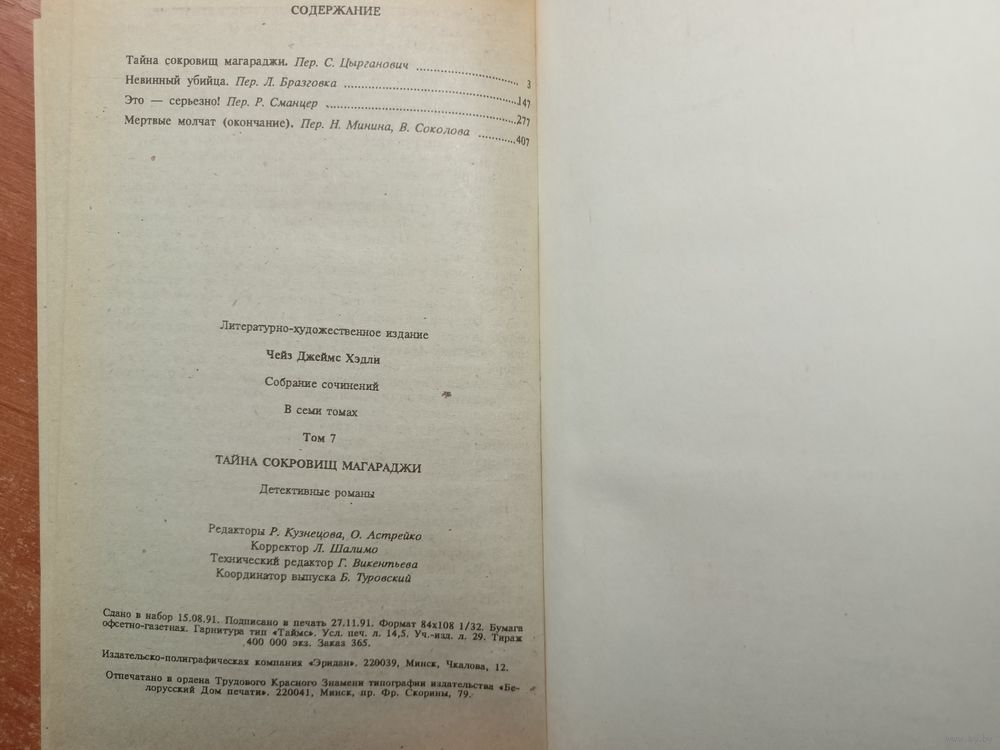 СОДЕРЖАНИЕ
Тайна сокровищ магараджи. Пер. С. Цырганович .................... 3
Невинный убийца. Пер. Л. Бразговка ....................147
Это — серьезно! Пер. Р. Сманцер ....................277
Мертвые молчат (окончание). Пер. Н. Минина, В. Соколова ...........407
Литературно-художественное издание
Чейз Джеймс Хэдли
Собрание сочинений
В семи томах
Том 7
ТАЙНА СОКРОВИЩ МАГАРАДЖИ
Детективные романы
Редакторы Р. Кузнецова, О. Астрейко
Корректор Л. Шалимо
Технический редактор Г. Викентьева
Координатор выпуска Б. Туровский
Сдано в набор 15.08.91. Подписано в печать 27.11.91. Формат 84х108 1/32. Бумага
офсетно-газетная. Гарнитура тип «Таймс». Усл. печ. л. 14,5. Уч.-изд. л. 29. Тираж
400 000 экз. Заказ 365.
Издательско-полиграфическая компания «Эридан». 220039, Минск, Чкалова, 12.
Отпечатано в ордена Трудового Красного Знамени типографии издательства «Бе-
лорусский Дом печати». 220041, Минск, пр. Фр. Скорины, 79.